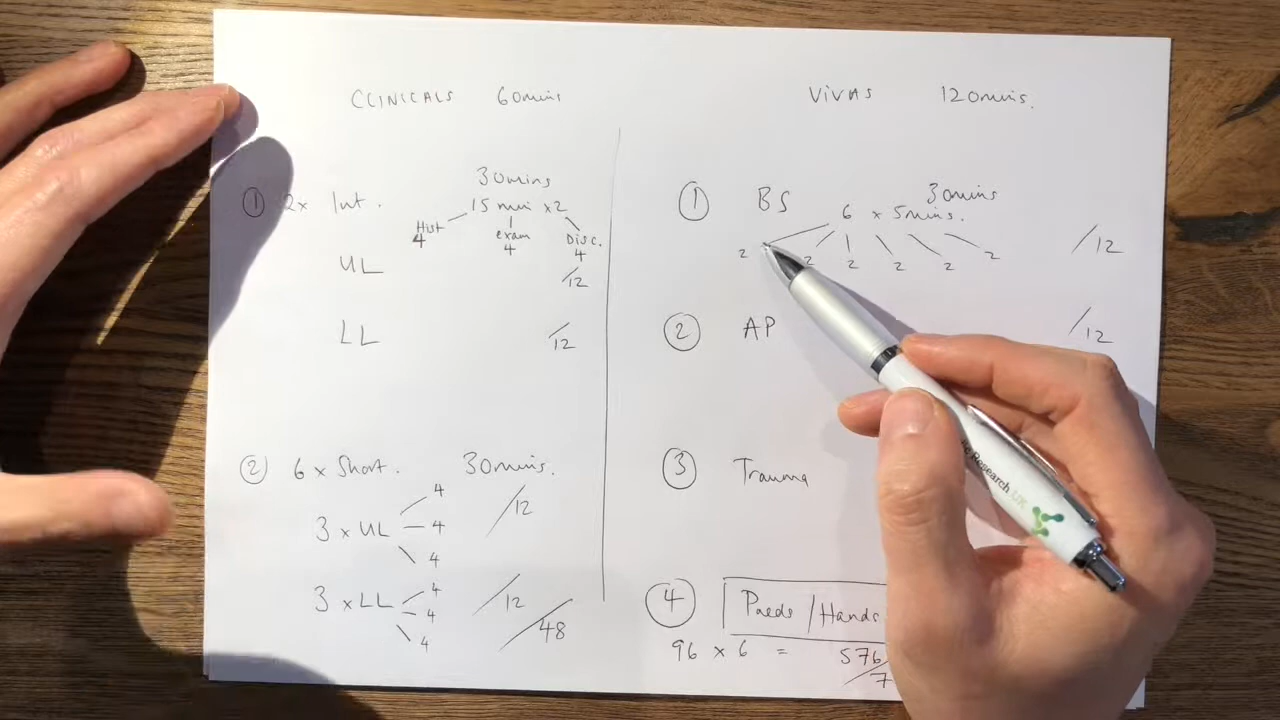 CLINICALS 60mins
① 2x Int. 30mins
15 min x2
Hist 4 exam 4 Disc. 4
UL /12
LL /12
② 6 x Short. 30mins.
3 x UL 4 4 4 /12
3 x LL 4 4 4 /12
/48
VIVAS 120mins.
① BS 30mins
6 x 5mins.
2 2 2 2 2 2 /12
② AP /12
③ Trauma
④ Paeds / Hands
96 x 6 = 576
/7
Research UK